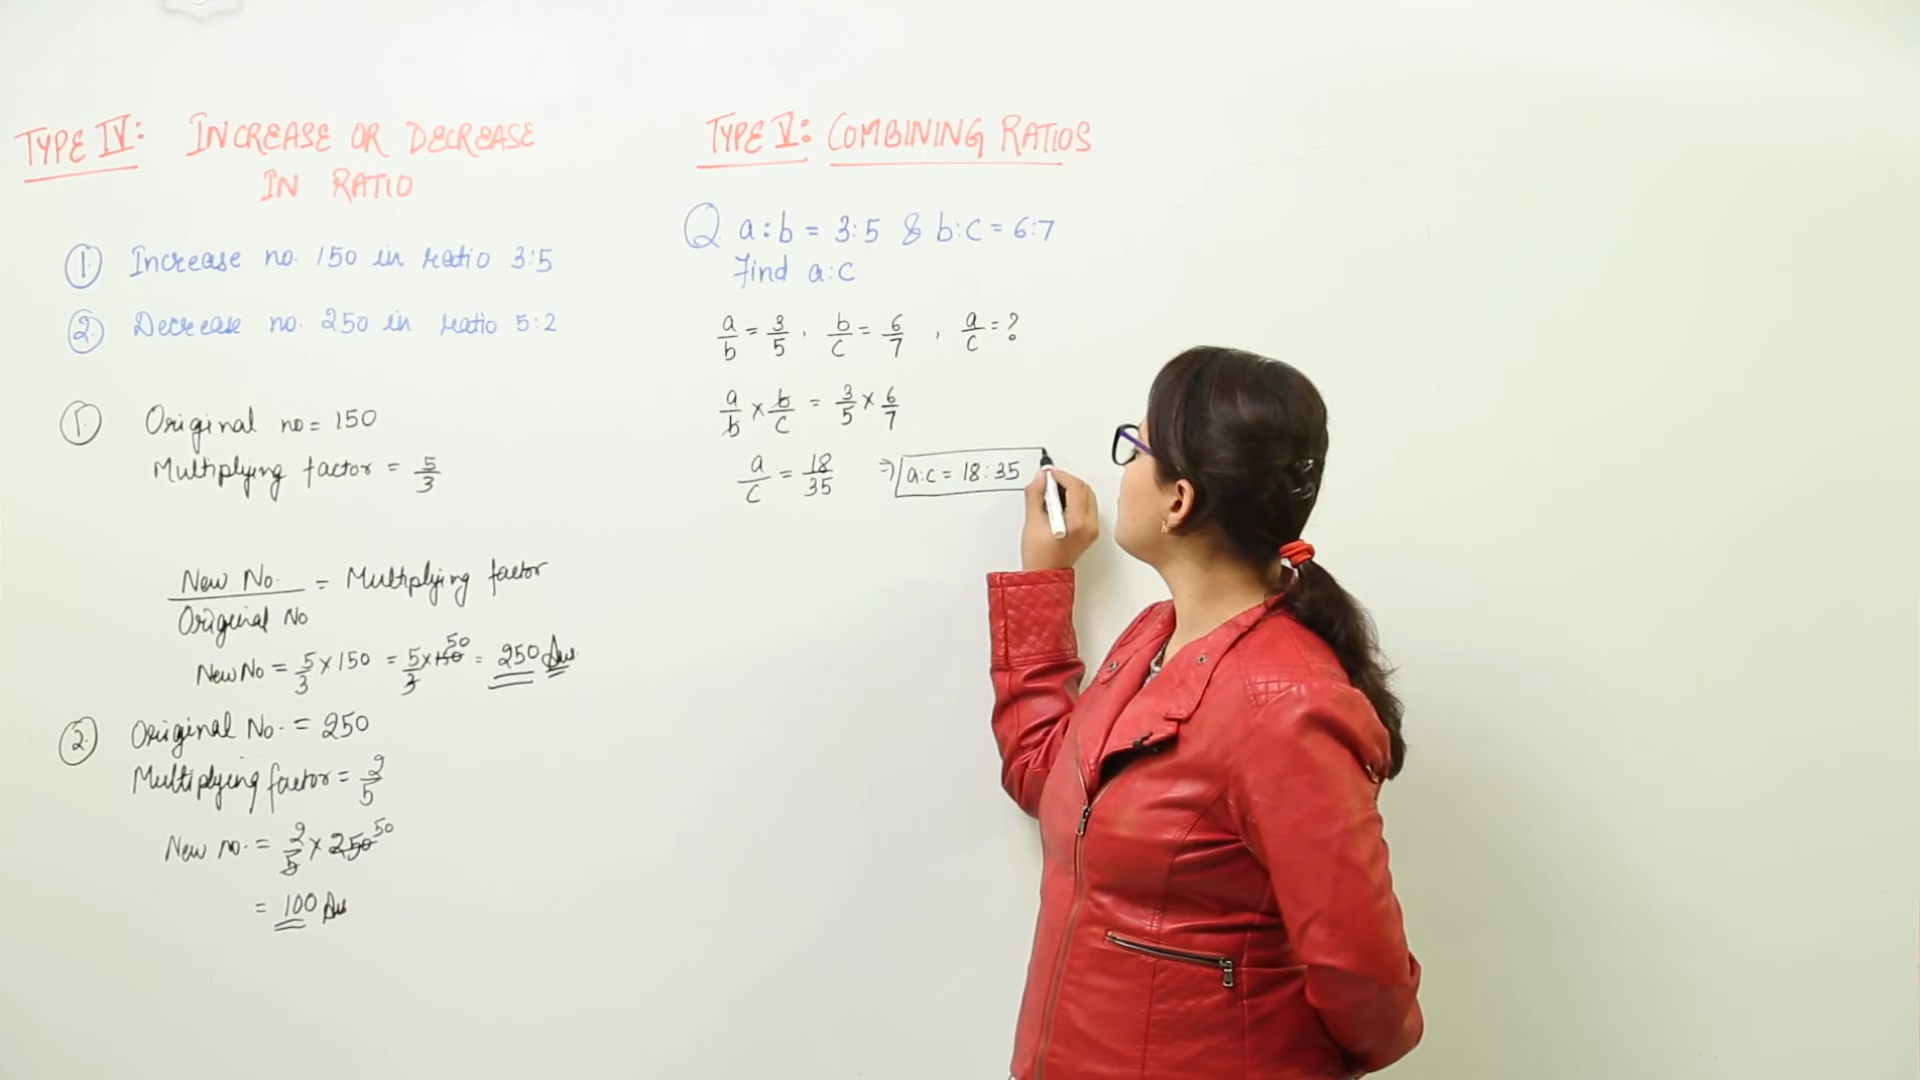 TYPE IV: INCREASE OR DECREASE
IN RATIO
1. Increase no. 150 in ratio 3:5
2. Decrease no. 250 in ratio 5:2
1. Original no = 150
Multiplying factor = 5/3
New No. / Original No = Multiplying factor
New No = 5/3 × 150 = 5/3 × 150 50 = 250 Ans.
2. Original No. = 250
Multiplying factor = 2/5
New no. = 2/5 × 250 50
= 100 Ans
TYPE V: COMBINING RATIOS
Q a:b = 3:5 & b:c = 6:7
Find a:c
a/b = 3/5, b/c = 6/7, a/c = ?
a/b × b/c = 3/5 × 6/7
a/c = 18/35 ⇒ a:c = 18:35